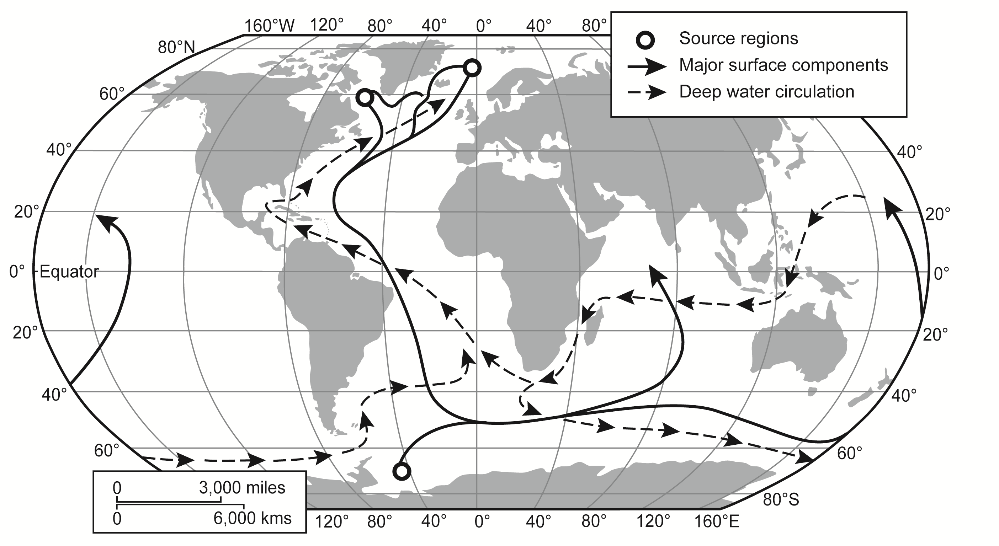 160°W 120° 80° 40° 0° 40° 80°
80°N
Source regions
Major surface components
Deep water circulation
60°
40° 40°
20° 20°
0° Equator 0°
20° 20°
40° 40°
60° 60°
0 3,000 miles
0 6,000 kms
80°S
120° 80° 40° 0° 40° 80° 120° 160°E